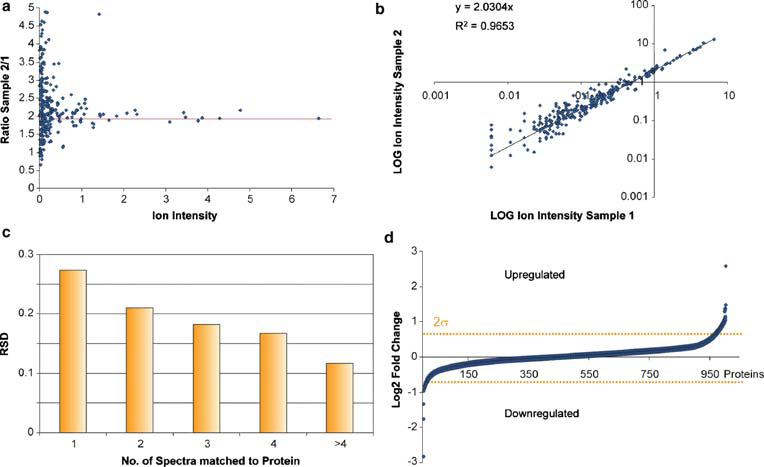 a
Ratio Sample 2/1
5
4.5
4
3.5
3
2.5
2
1.5
1
0.5
0
0 1 2 3 4 5 6 7
Ion Intensity
b
y = 2.0304x
R² = 0.9653
LOG Ion Intensity Sample 2
100
10
0.001 0.01 0.1 1 10
0.1
0.01
0.001
LOG Ion Intensity Sample 1
c
RSD
0.3
0.2
0.1
0
1 2 3 4 >4
No. of Spectra matched to Protein
d
Log2 Fold Change
3
2
1
0
-1
-2
-3
Upregulated
2σ
150 350 550 750 950 Proteins
Downregulated